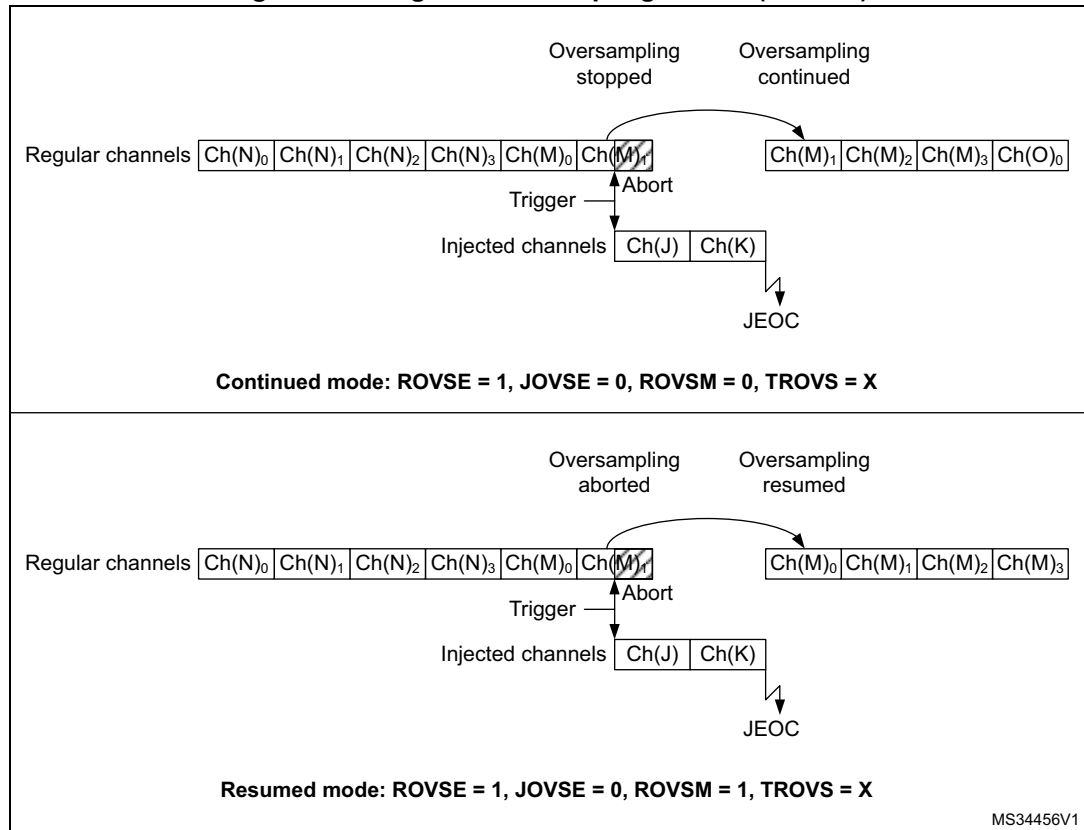 Oversampling stopped
Oversampling continued
Regular channels Ch(N)₀ Ch(N)₁ Ch(N)₂ Ch(N)₃ Ch(M)₀ Ch(M)₁ Ch(M)₁ Ch(M)₂ Ch(M)₃ Ch(O)₀
Abort
Trigger
Injected channels Ch(J) Ch(K)
JEOC
Continued mode: ROVSE = 1, JOVSE = 0, ROVSM = 0, TROVS = X
Oversampling aborted
Oversampling resumed
Regular channels Ch(N)₀ Ch(N)₁ Ch(N)₂ Ch(N)₃ Ch(M)₀ Ch(M)₁ Ch(M)₀ Ch(M)₁ Ch(M)₂ Ch(M)₃
Abort
Trigger
Injected channels Ch(J) Ch(K)
JEOC
Resumed mode: ROVSE = 1, JOVSE = 0, ROVSM = 1, TROVS = X
MS34456V1